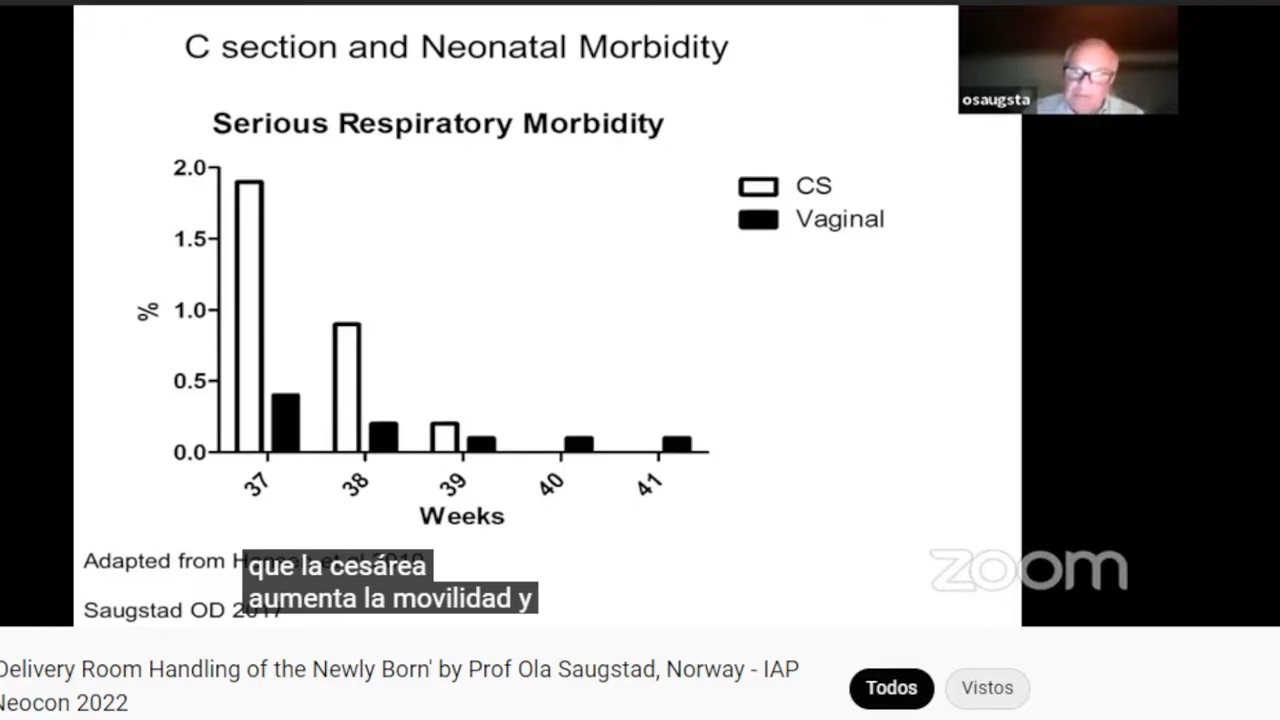 C section and Neonatal Morbidity
osaugsta
Serious Respiratory Morbidity
2.0
1.5
1.0
0.5
0.0
%
CS
Vaginal
37 38 39 40 41
Weeks
Adapted from
Saugstad OD
que la cesárea
aumenta la movilidad y
zoom
Delivery Room Handling of the Newly Born' by Prof Ola Saugstad, Norway - IAP
Neocon 2022
Todos
Vistos